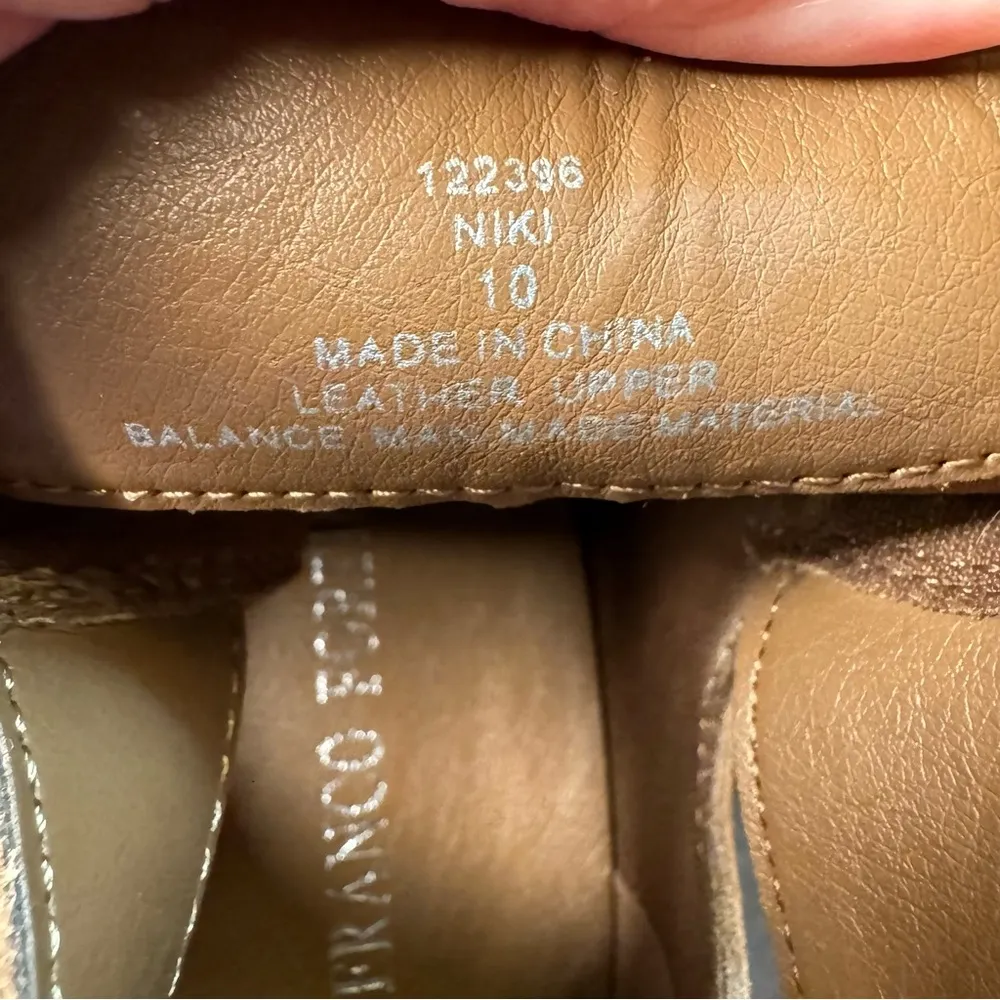 122396
NIKI
10
MADE IN CHINA
LEATHER UPPER
BALANCE MAN MADE MATERIAL
FRANCO